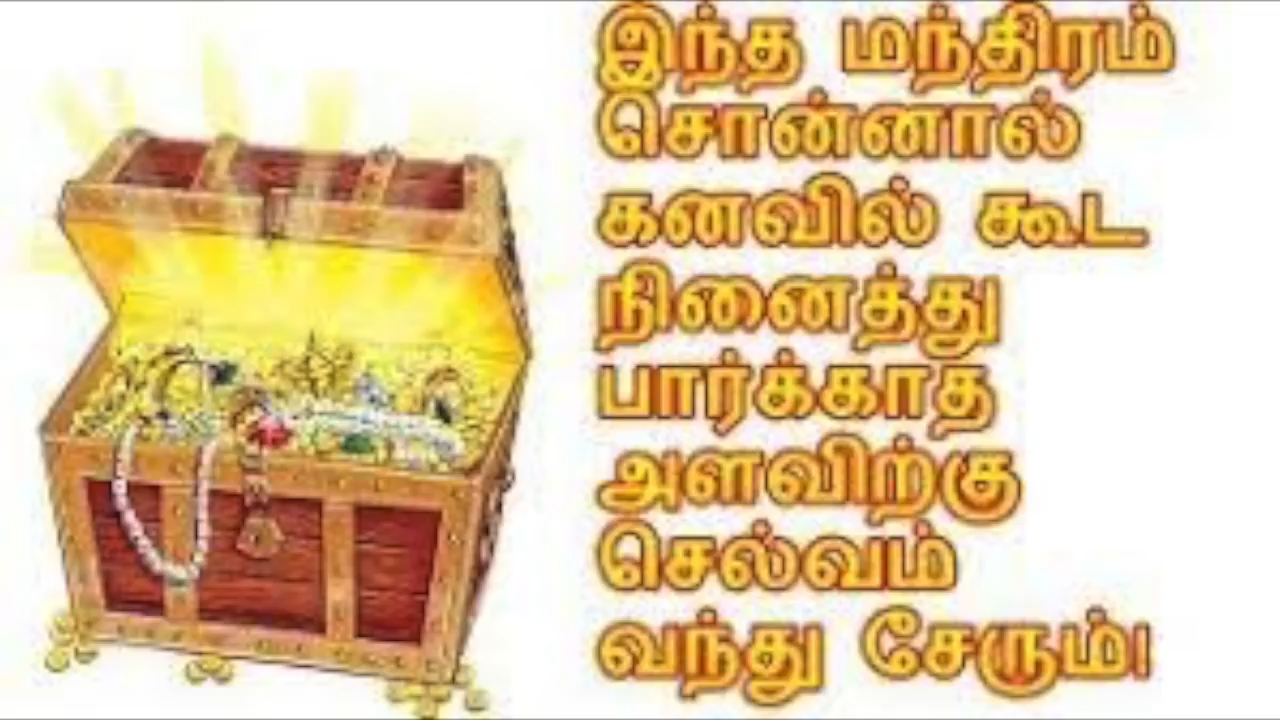 இந்த மந்திரம்
சொன்னால்
கனவில் கூட
நினைத்து
பார்க்காத
அளவிற்கு
செல்வம்
வந்து சேரும்।